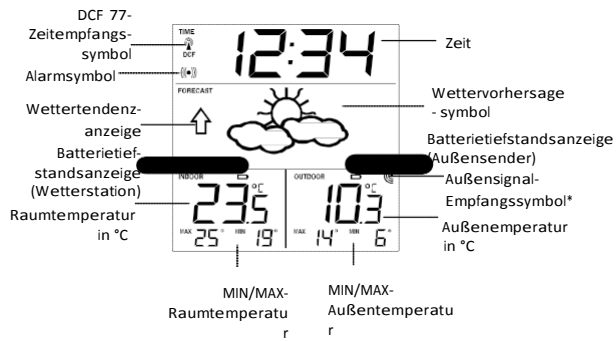 DCF 77-
Zeitempfangs-
symbol
Alarmsymbol
Wettertendenz-
anzeige
Batterietief-
standsanzeige
(Wetterstation)
Raumtemperatur
in °C
TIME
DCF
12:34
FORECAST
INDOOR
23.5 °C
MAX 25° MIN 19°
OUTDOOR
10.3 °C
MAX 14° MIN 6°
Zeit
Wettervorhersage
- symbol
Batterietiefstandsanzeige
(Außensender)
Außensignal-
Empfangssymbol*
Außenemperatur
in °C
MIN/MAX-
Raumtemperatu
r
MIN/MAX-
Außentemperatu
r